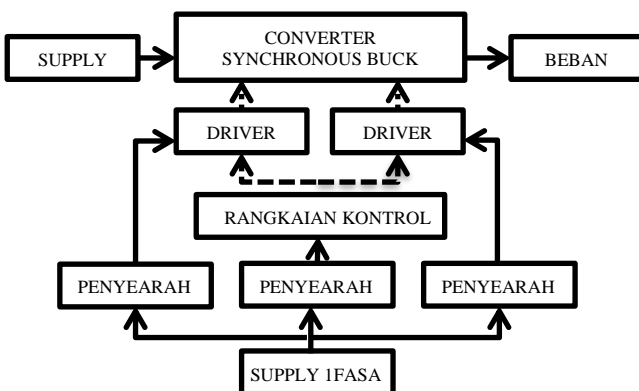 CONVERTER
SYNCHRONOUS BUCK
SUPPLY
BEBAN
DRIVER
DRIVER
RANGKAIAN KONTROL
PENYEARAH
PENYEARAH
PENYEARAH
SUPPLY 1FASA